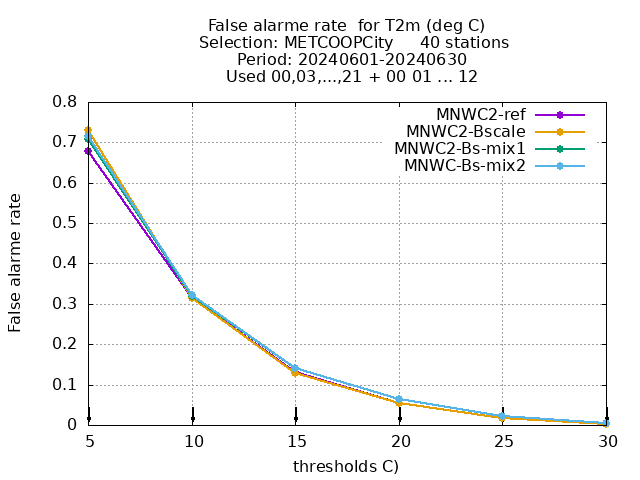 False alarme rate  for T2m (deg C)
Selection: METCOOPCity     40 stations
Period: 20240601-20240630
Used 00,03,...,21 + 00 01 ... 12
MNWC2-ref
MNWC2-Bscale
MNWC2-Bs-mix1
MNWC-Bs-mix2
False alarme rate
0.8
0.7
0.6
0.5
0.4
0.3
0.2
0.1
0
5 10 15 20 25 30
thresholds C)